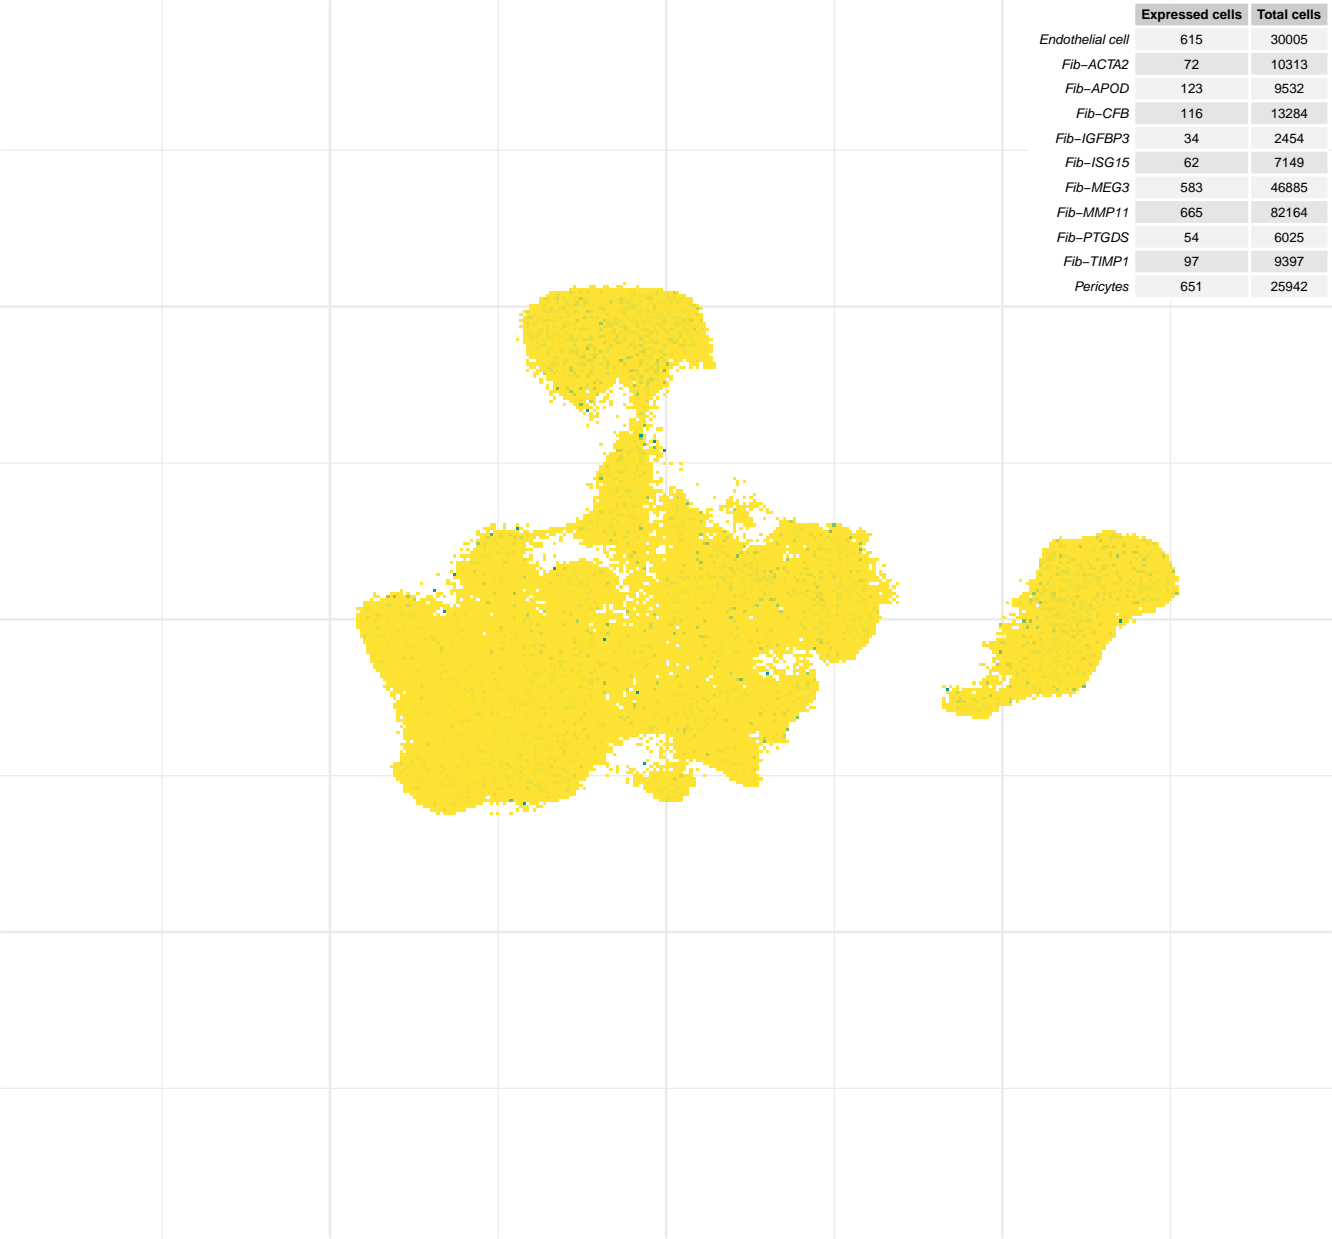 Expressed cells Total cells
Endothelial cell 615 30005
Fib−ACTA2 72 10313
Fib−APOD 123 9532
Fib−CFB 116 13284
Fib−IGFBP3 34 2454
Fib−ISG15 62 7149
Fib−MEG3 583 46885
Fib−MMP11 665 82164
Fib−PTGDS 54 6025
Fib−TIMP1 97 9397
Pericytes 651 25942